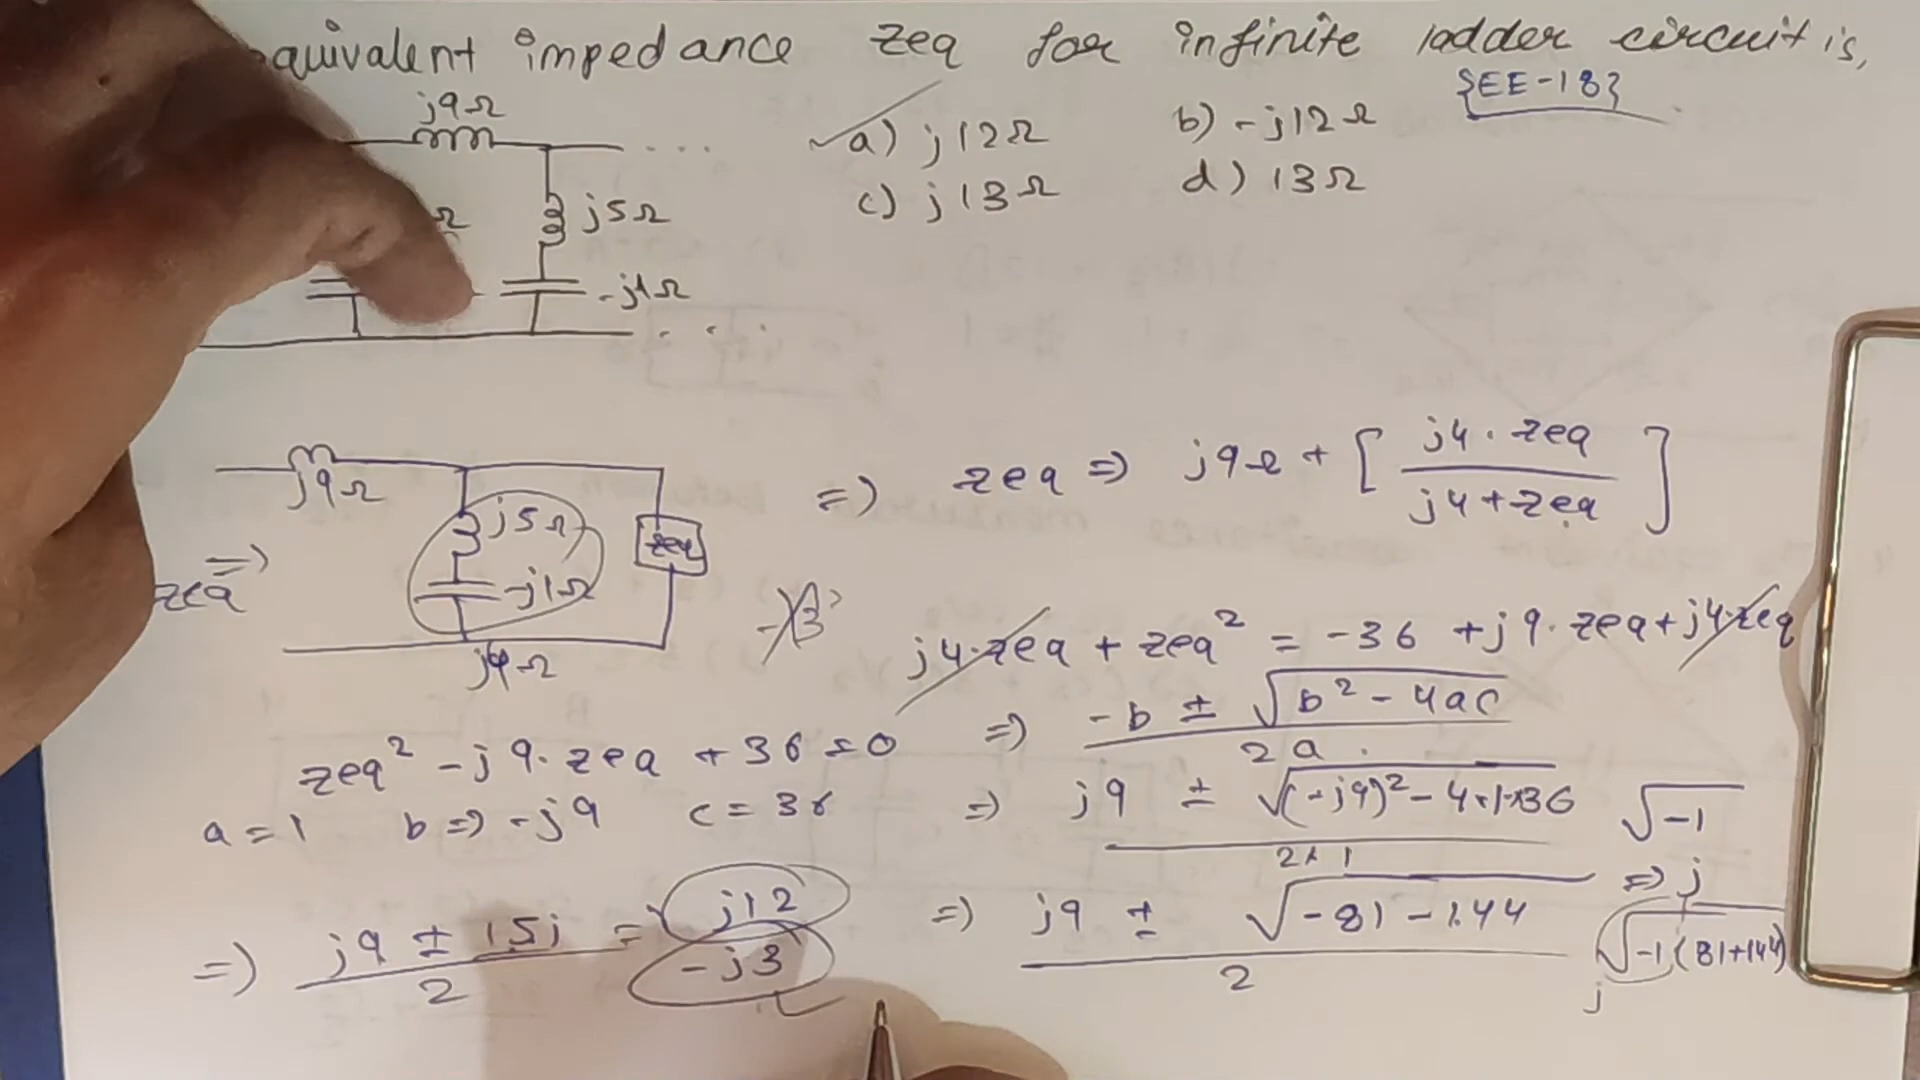 quivalent impedance zeq for infinite ladder circuit is,
{EE-18}
j9Ω
a) j12Ω b) -j12Ω
c) j13Ω d) 13Ω
Ω j5Ω
-j1Ω
j9Ω
j5Ω
-j1Ω
zeq
zeq =>
j4Ω
=> zeq => j9Ω + [ j4 . zeq / j4 + zeq ]
j4.zeq + zeq² = -36 + j9.zeq + j4.zeq
zeq² - j9.zeq + 36 = 0
a = 1 b => -j9 c = 36
=> -b ± √b² - 4ac / 2a
=> j9 ± √(-j9)² - 4×1×36 / 2×1
√-1 => j
=> j9 ± √-81 - 144 / 2
√-1(81+144)
j
=> j9 ± 15j / 2 = j12
-j3